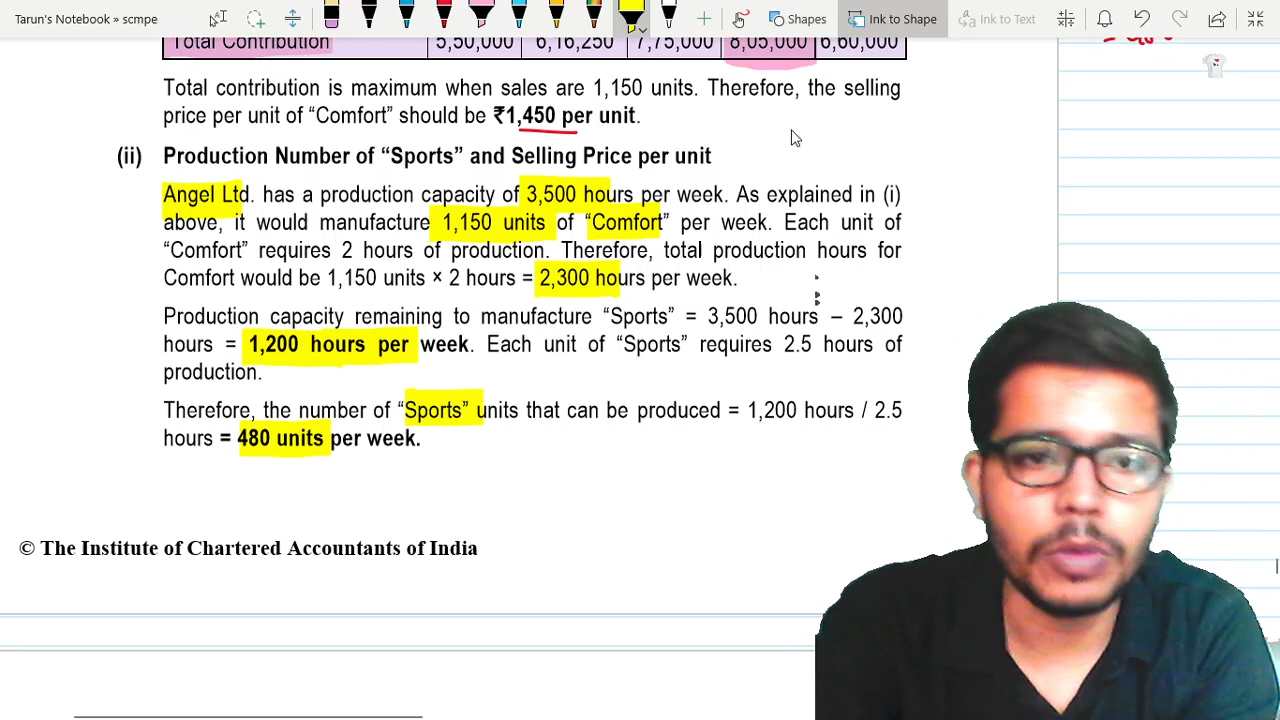 Tarun's Notebook » scmpe
Shapes
Ink to Shape
Ink to Text
Total Contribution 5,50,000 6,16,250 7,75,000 8,05,000 6,60,000
Total contribution is maximum when sales are 1,150 units. Therefore, the selling
price per unit of “Comfort” should be ₹1,450 per unit.
(ii) Production Number of “Sports” and Selling Price per unit
Angel Ltd. has a production capacity of 3,500 hours per week. As explained in (i)
above, it would manufacture 1,150 units of “Comfort” per week. Each unit of
“Comfort” requires 2 hours of production. Therefore, total production hours for
Comfort would be 1,150 units × 2 hours = 2,300 hours per week.
Production capacity remaining to manufacture “Sports” = 3,500 hours – 2,300
hours = 1,200 hours per week. Each unit of “Sports” requires 2.5 hours of
production.
Therefore, the number of “Sports” units that can be produced = 1,200 hours / 2.5
hours = 480 units per week.
© The Institute of Chartered Accountants of India